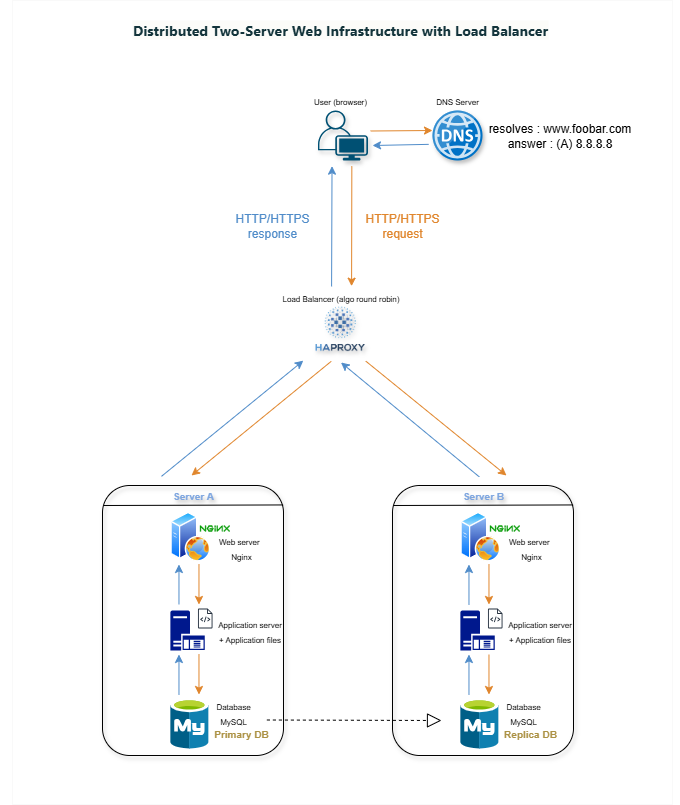 Distributed Two-Server Web Infrastructure with Load Balancer
User (browser)
DNS Server
DNS
resolves : www.foobar.com
answer : (A) 8.8.8.8
HTTP/HTTPS
response
HTTP/HTTPS
request
Load Balancer (algo round robin)
HAPROXY
Server A
NGINX
Web server
Nginx
</>
Application server
+ Application files
My
Database
MySQL
Primary DB
Server B
NGINX
Web server
Nginx
</>
Application server
+ Application files
My
Database
MySQL
Replica DB